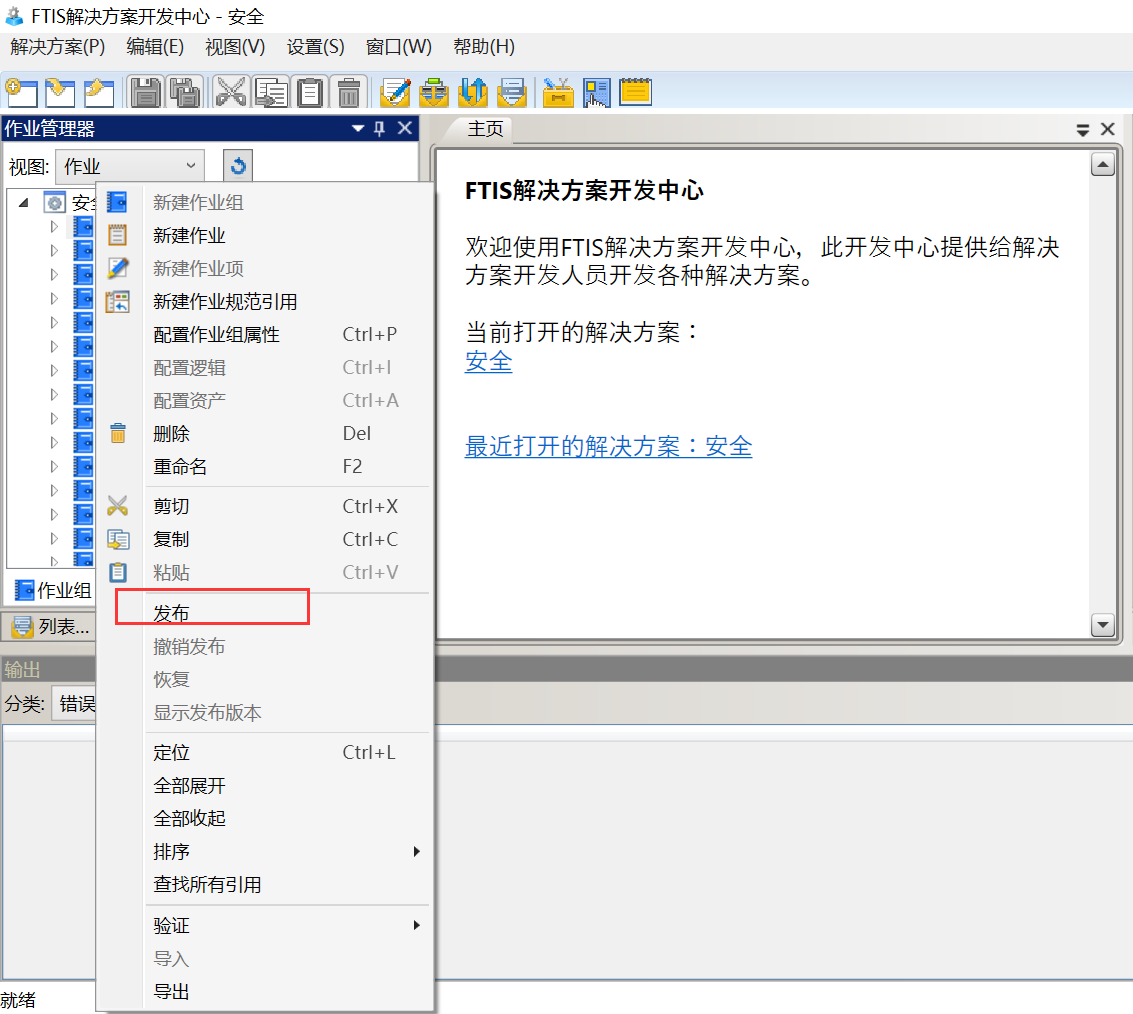 FTIS解决方案开发中心 - 安全
解决方案(P) 编辑(E) 视图(V) 设置(S) 窗口(W) 帮助(H)
作业管理器
视图: 作业
安全
作业组
列表...
输出
分类: 错误
就绪
新建作业组
新建作业
新建作业项
新建作业规范引用
配置作业组属性 Ctrl+P
配置逻辑 Ctrl+I
配置资产 Ctrl+A
删除 Del
重命名 F2
剪切 Ctrl+X
复制 Ctrl+C
粘贴 Ctrl+V
发布
撤销发布
恢复
显示发布版本
定位 Ctrl+L
全部展开
全部收起
排序
查找所有引用
验证
导入
导出
主页
FTIS解决方案开发中心
欢迎使用FTIS解决方案开发中心，此开发中心提供给解决
方案开发人员开发各种解决方案。
当前打开的解决方案：
安全
最近打开的解决方案：安全